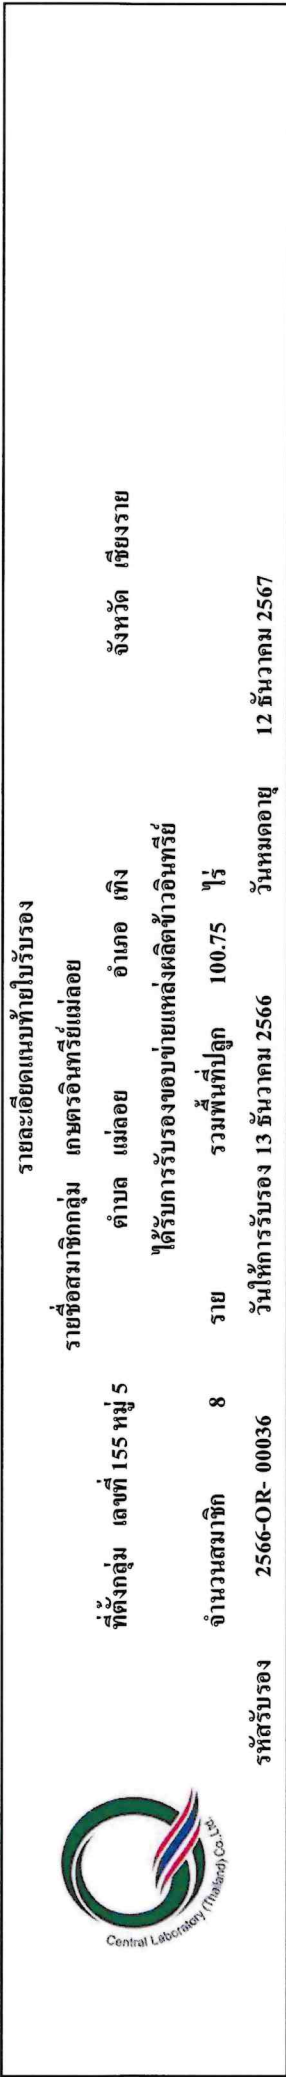 รายละเอียดแนบท้ายใบรับรอง
รายชื่อสมาชิกกลุ่ม เกษตรอินทรีย์แม่ลอย
ที่ตั้งกลุ่ม เลขที่ 155 หมู่ 5 ตำบล แม่ลอย อำเภอ เทิง จังหวัด เชียงราย
ได้รับการรับรองขอบข่ายแหล่งผลิตข้าวอินทรีย์
จำนวนสมาชิก 8 ราย รวมพื้นที่ปลูก 100.75 ไร่
รหัสรับรอง 2566-OR- 00036 วันให้การรับรอง 13 ธันวาคม 2566 วันหมดอายุ 12 ธันวาคม 2567
Central Laboratory (Thailand) Co.,Ltd.